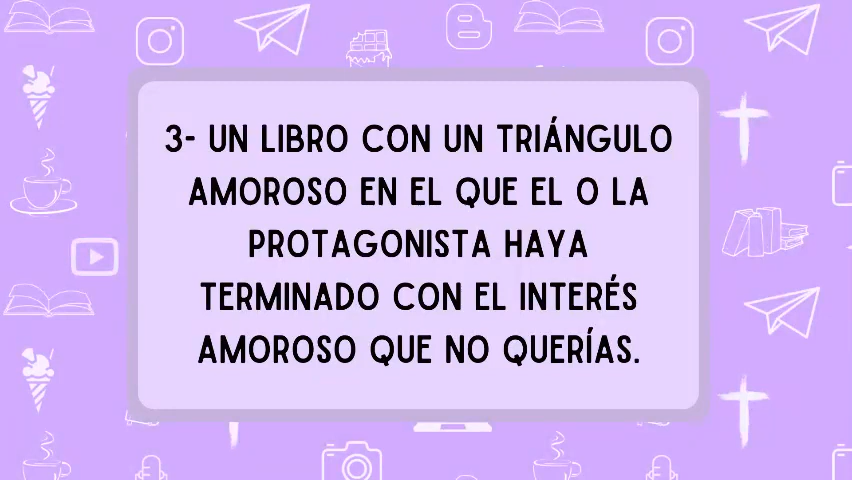 3- UN LIBRO CON UN TRIÁNGULO
AMOROSO EN EL QUE EL O LA
PROTAGONISTA HAYA
TERMINADO CON EL INTERÉS
AMOROSO QUE NO QUERÍAS.